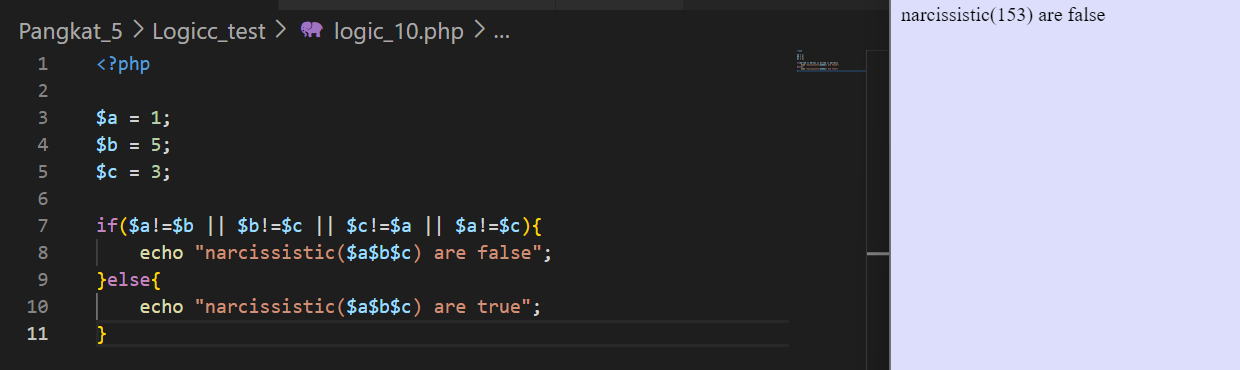 Pangkat_5 > Logicc_test > logic_10.php > ...
1 <?php
2
3 $a = 1;
4 $b = 5;
5 $c = 3;
6
7 if($a!=$b || $b!=$c || $c!=$a || $a!=$c){
8 echo "narcissistic($a$b$c) are false";
9 }else{
10 echo "narcissistic($a$b$c) are true";
11 }
narcissistic(153) are false